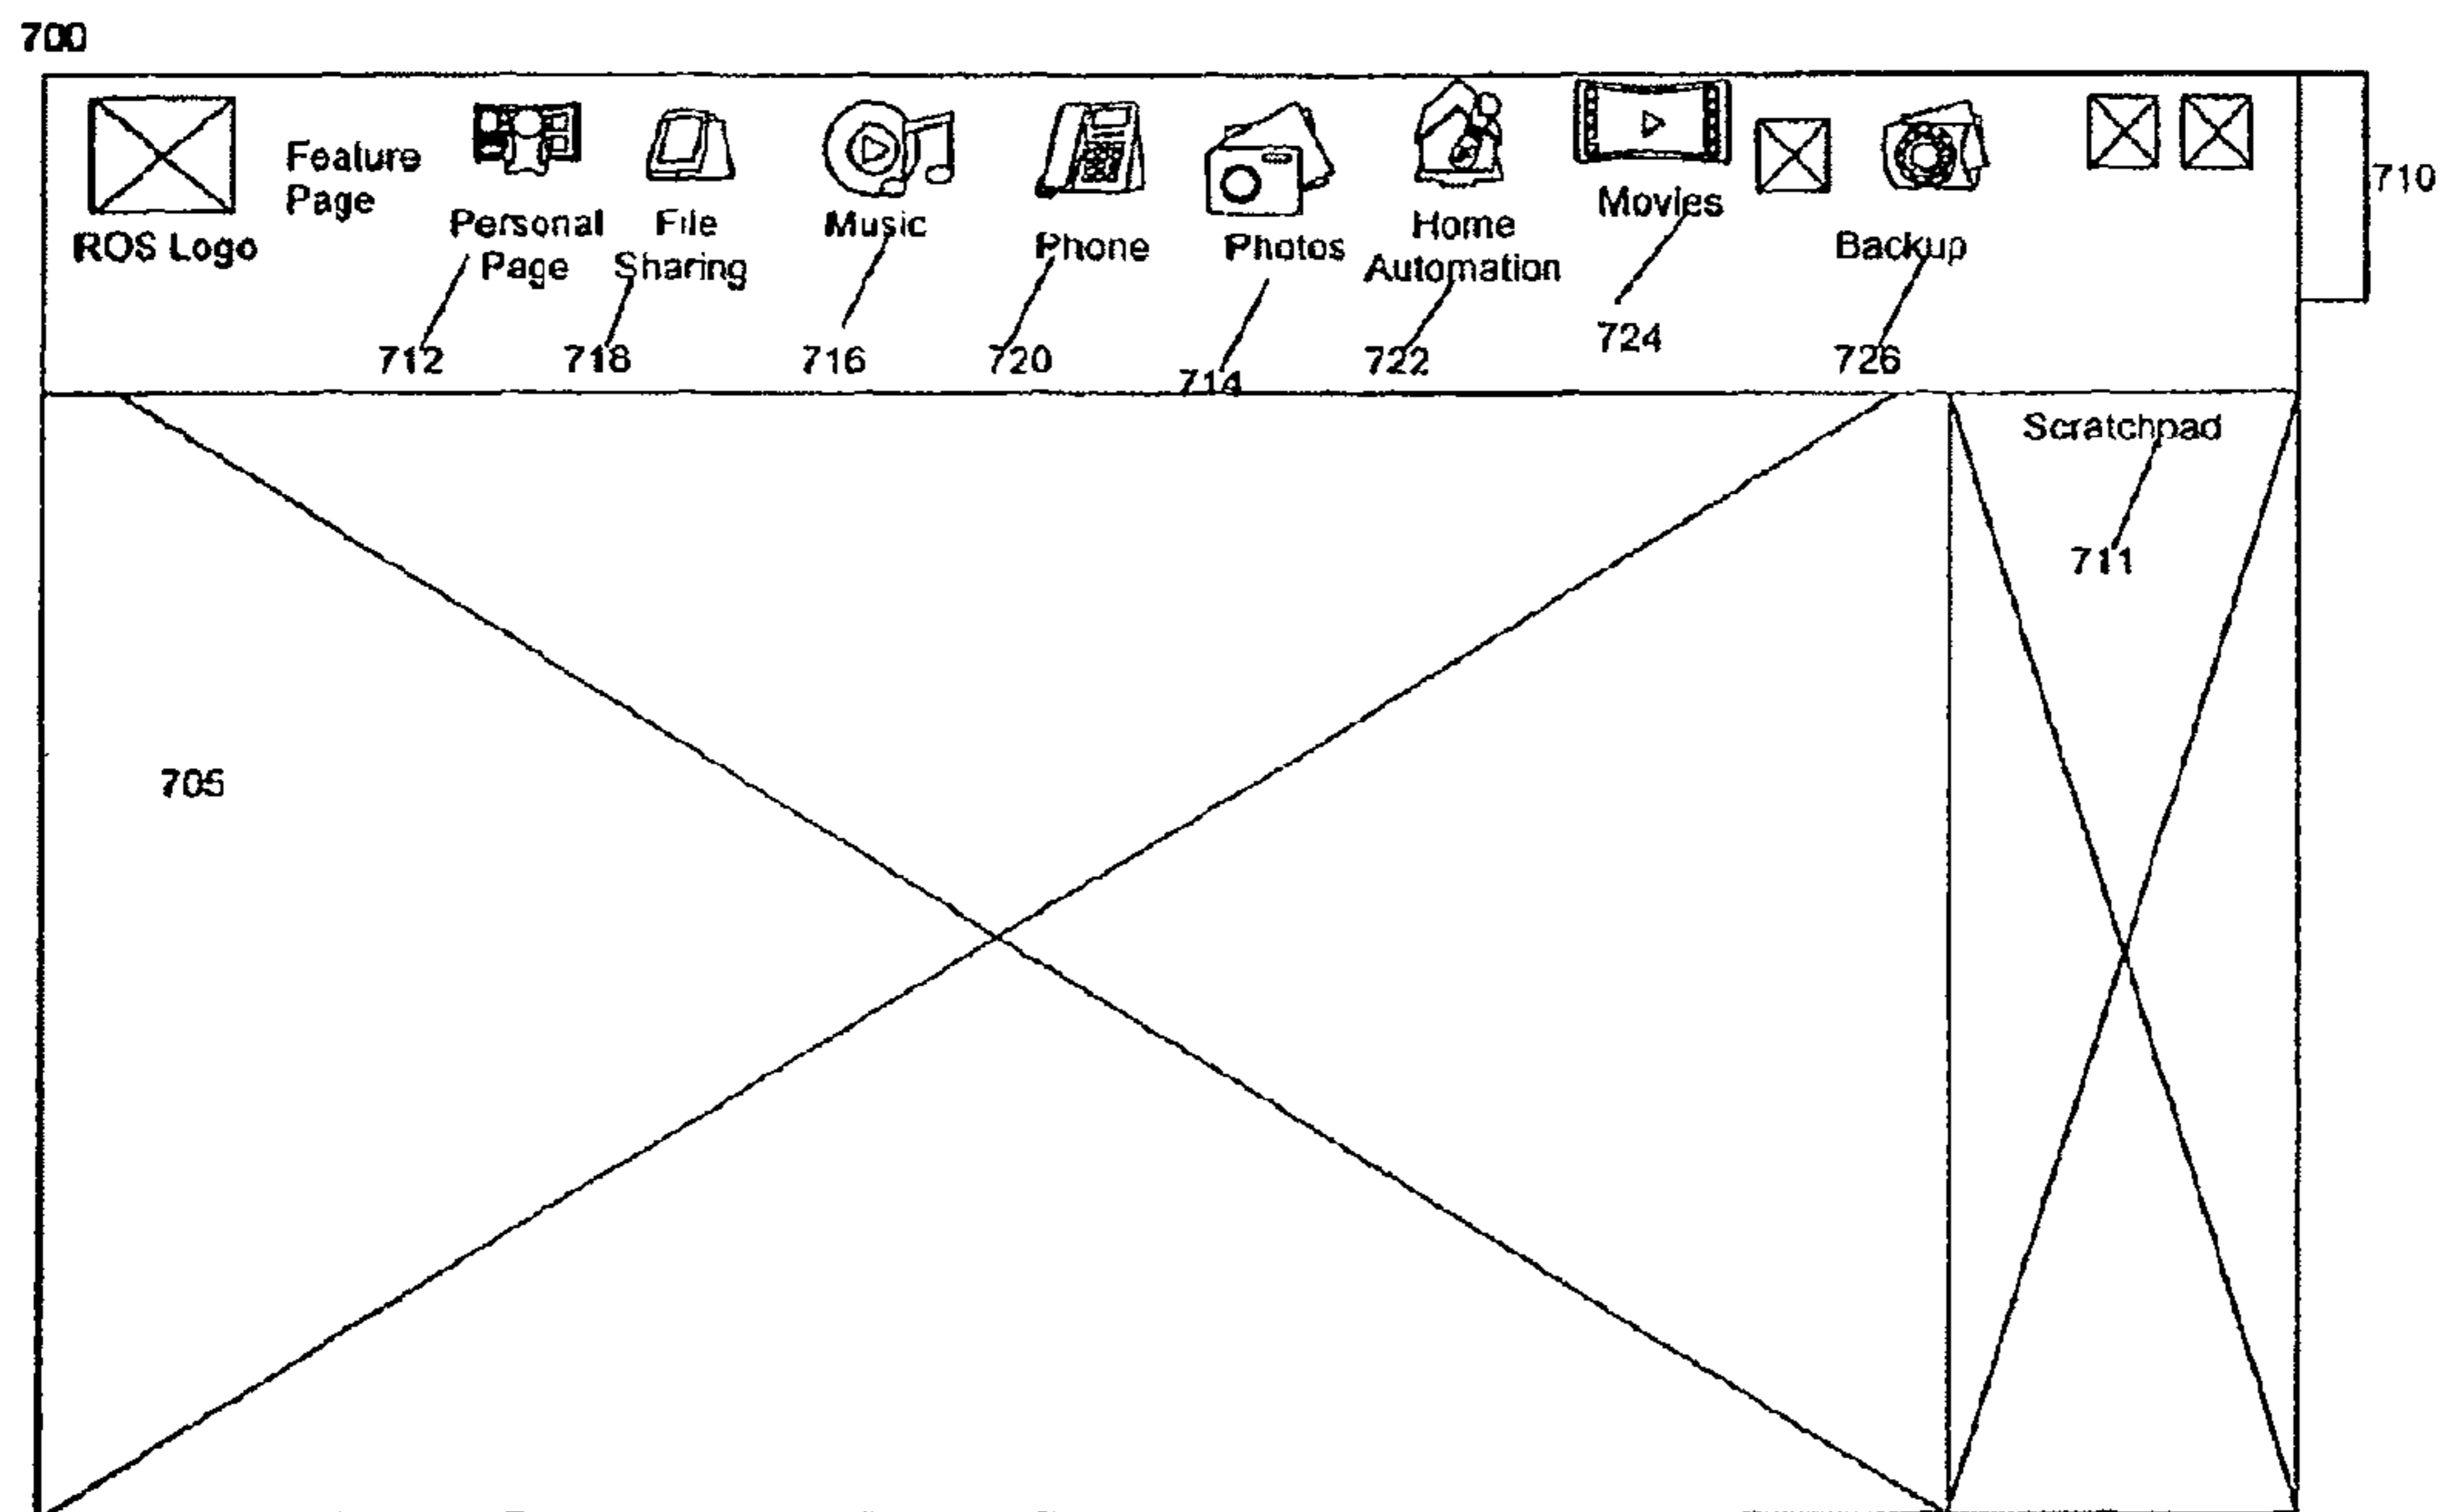 700
ROS Logo
Feature
Page
Personal
Page
File
Sharing
Music
Phone
Photos
Home
Automation
Movies
Backup
710
712
718
716
720
714
722
724
726
Scratchpad
711
705